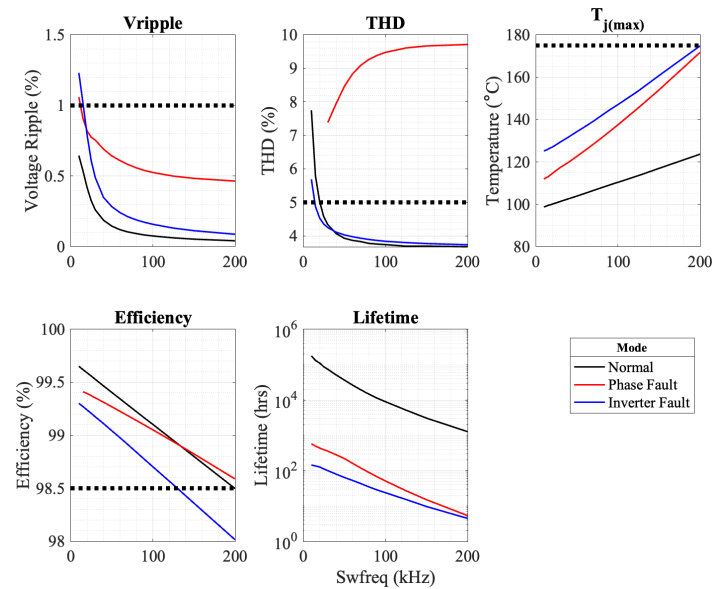 Vripple
Voltage Ripple (%)
1.5
1
0.5
0
0 100 200
THD
THD (%)
10
9
8
7
6
5
4
0 100 200
T_j(max)
Temperature (°C)
180
160
140
120
100
80
0 100 200
Efficiency
Efficiency (%)
100
99.5
99
98.5
98
0 100 200
Lifetime
Lifetime (hrs)
10^6
10^4
10^2
10^0
0 100 200
Swfreq (kHz)
Mode
Normal
Phase Fault
Inverter Fault